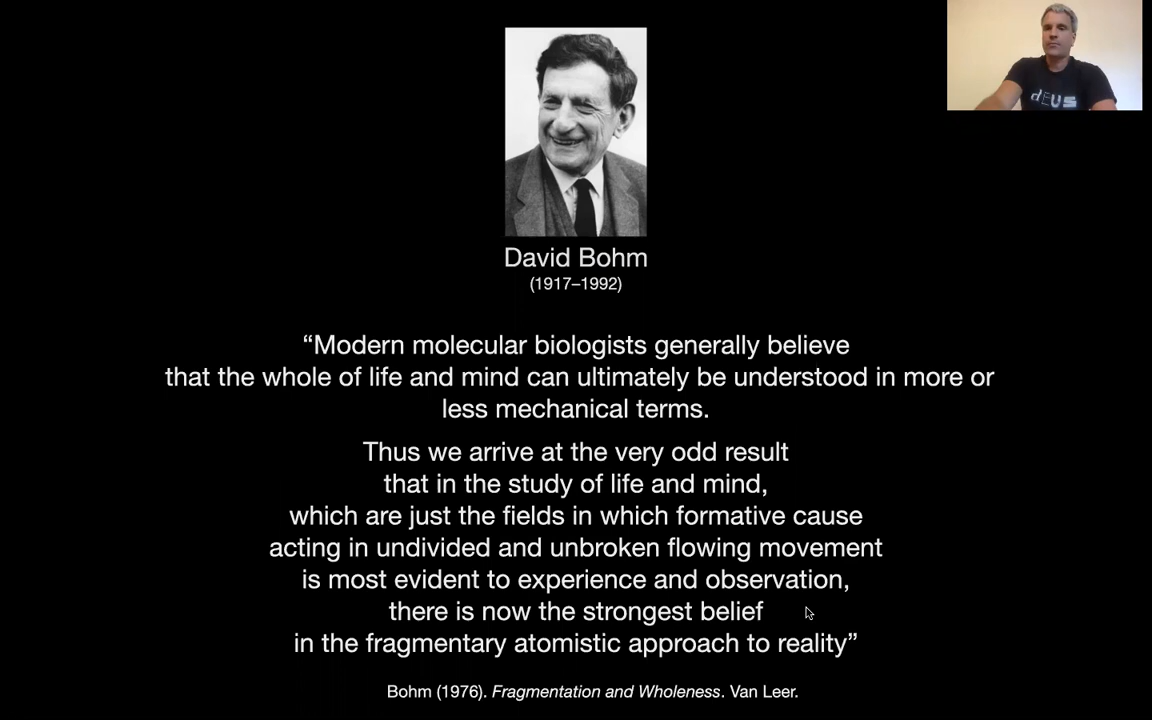 dEUS
David Bohm
(1917–1992)
“Modern molecular biologists generally believe
that the whole of life and mind can ultimately be understood in more or
less mechanical terms.
Thus we arrive at the very odd result
that in the study of life and mind,
which are just the fields in which formative cause
acting in undivided and unbroken flowing movement
is most evident to experience and observation,
there is now the strongest belief
in the fragmentary atomistic approach to reality”
Bohm (1976). Fragmentation and Wholeness. Van Leer.